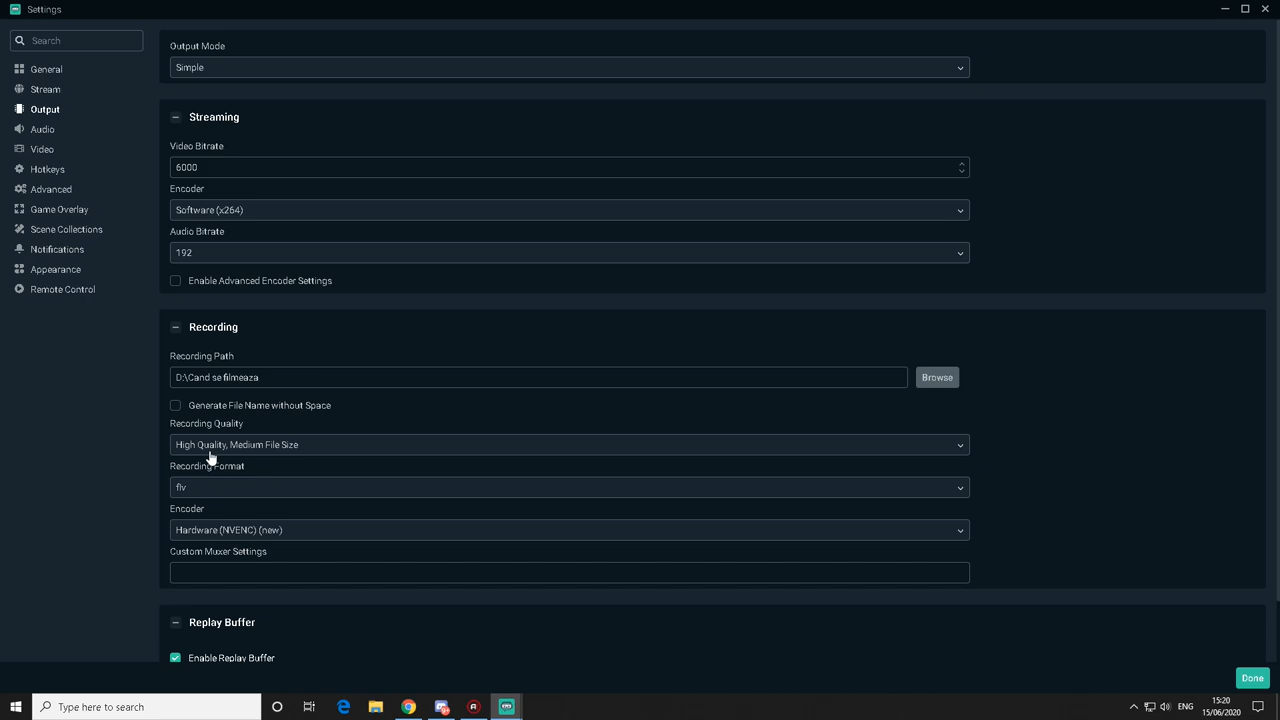 Settings
Search
General
Stream
Output
Audio
Video
Hotkeys
Advanced
Game Overlay
Scene Collections
Notifications
Appearance
Remote Control
Output Mode
Simple
Streaming
Video Bitrate
6000
Encoder
Software (x264)
Audio Bitrate
192
Enable Advanced Encoder Settings
Recording
Recording Path
D:\Cand se filmeaza
Browse
Generate File Name without Space
Recording Quality
High Quality, Medium File Size
Recording Format
flv
Encoder
Hardware (NVENC) (new)
Custom Muxer Settings
Replay Buffer
Enable Replay Buffer
Done
Type here to search
ENG
15:20
15/06/2020